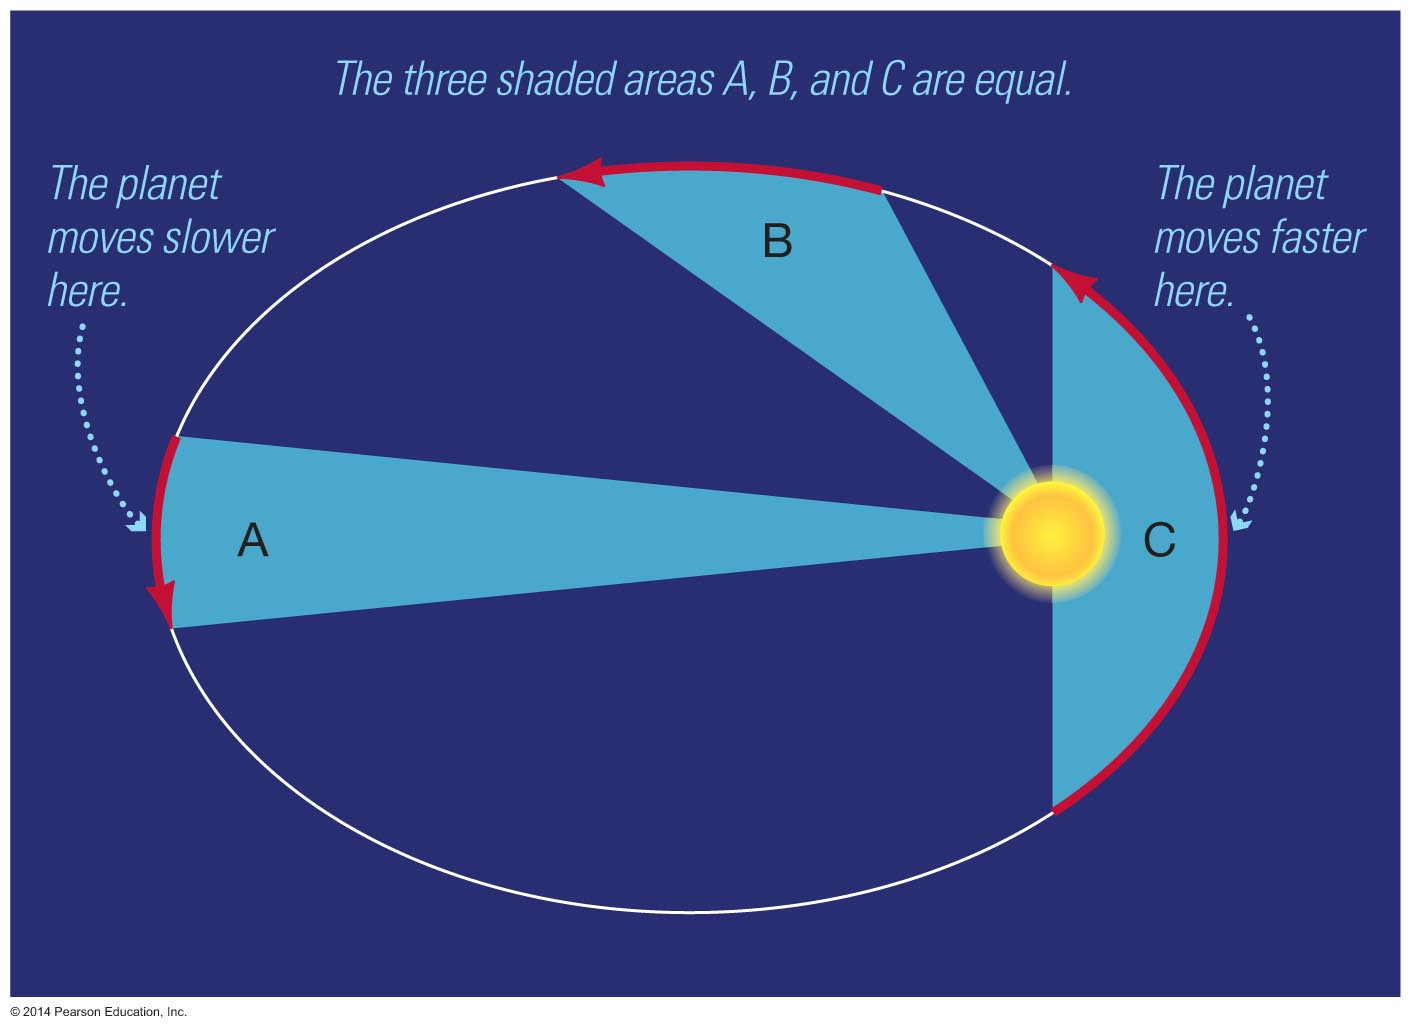 The three shaded areas A, B, and C are equal.
The planet
moves slower
here.
The planet
moves faster
here.
B
A
C
© 2014 Pearson Education, Inc.